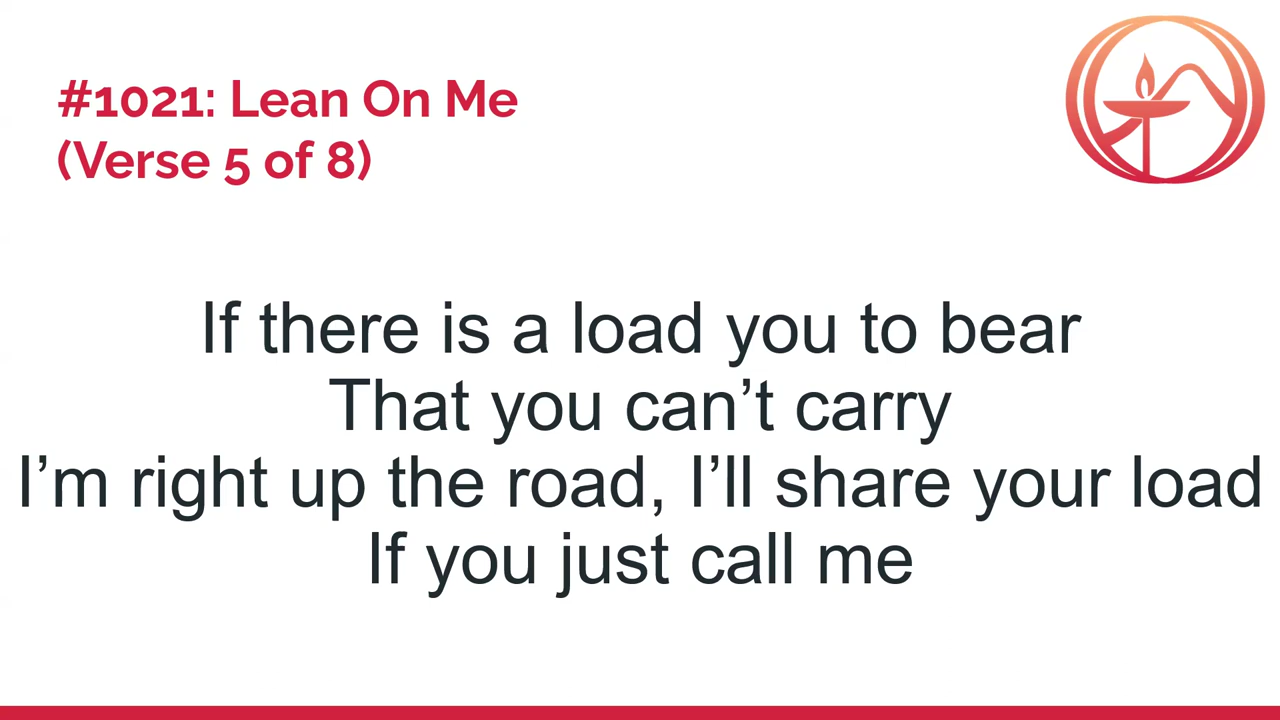 #1021: Lean On Me
(Verse 5 of 8)
If there is a load you to bear
That you can’t carry
I’m right up the road, I’ll share your load
If you just call me